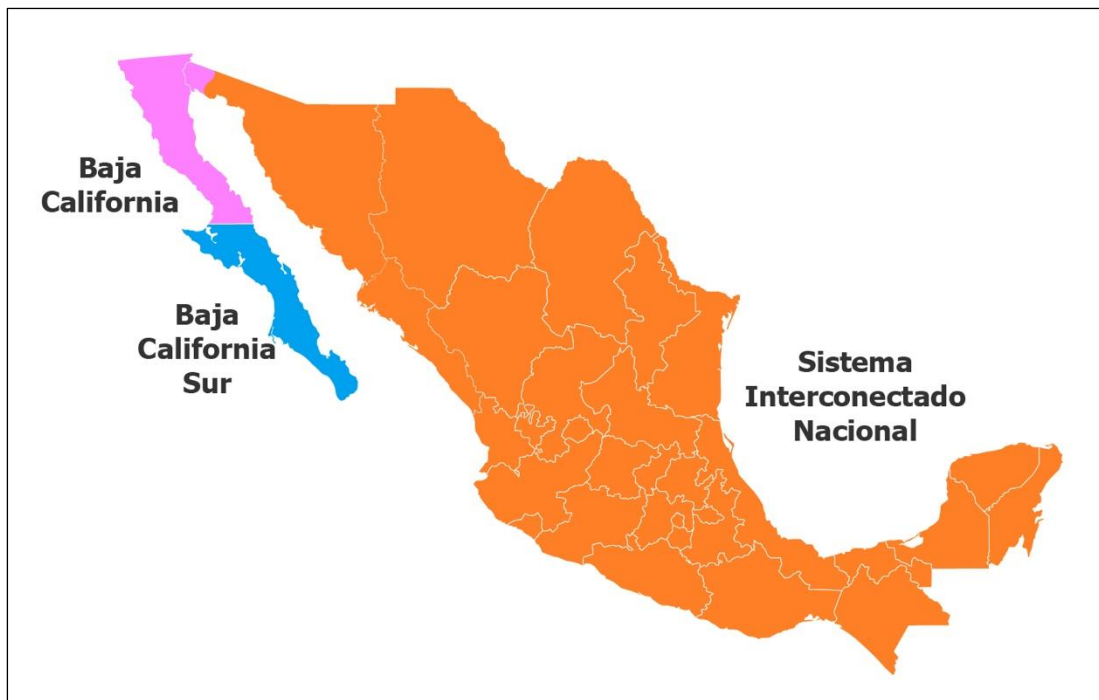 Baja
California
Baja
California
Sur
Sistema
Interconectado
Nacional